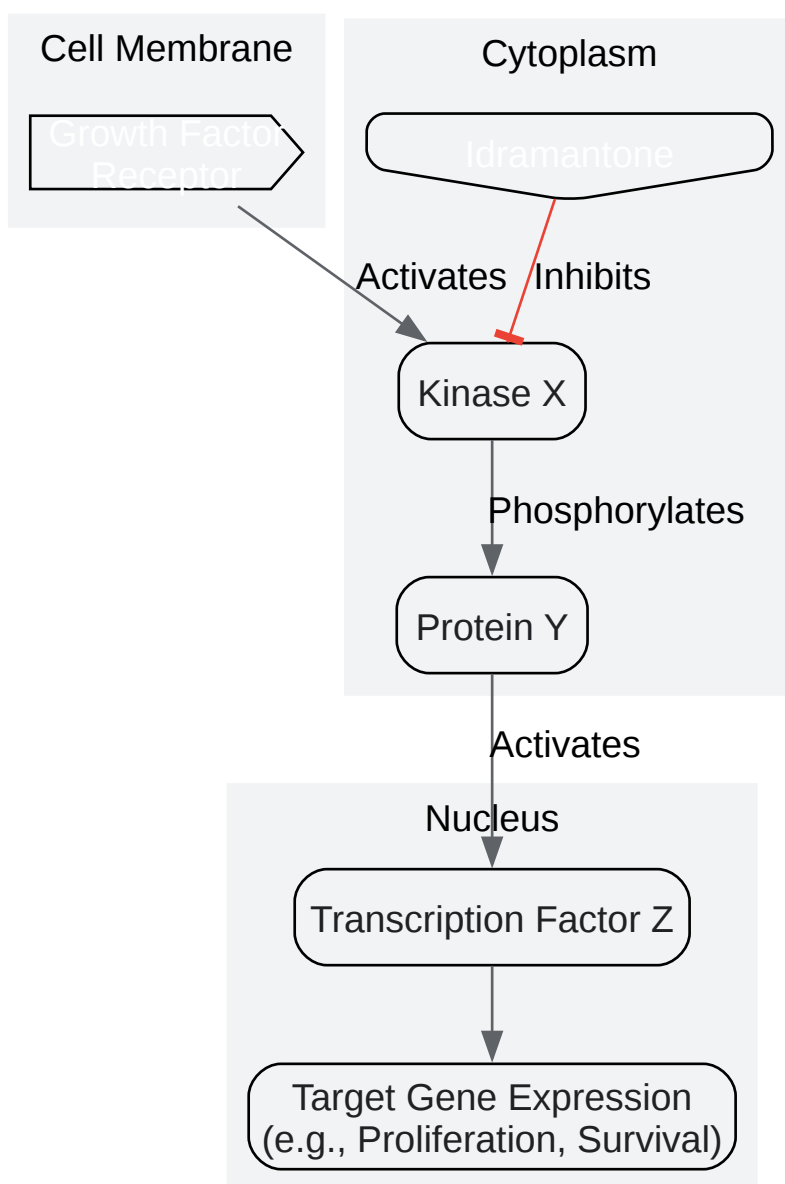 Cell Membrane
Growth Factor
Receptor
Cytoplasm
Idramantone
Activates
Inhibits
Kinase X
Phosphorylates
Protein Y
Activates
Nucleus
Transcription Factor Z
Target Gene Expression
(e.g., Proliferation, Survival)